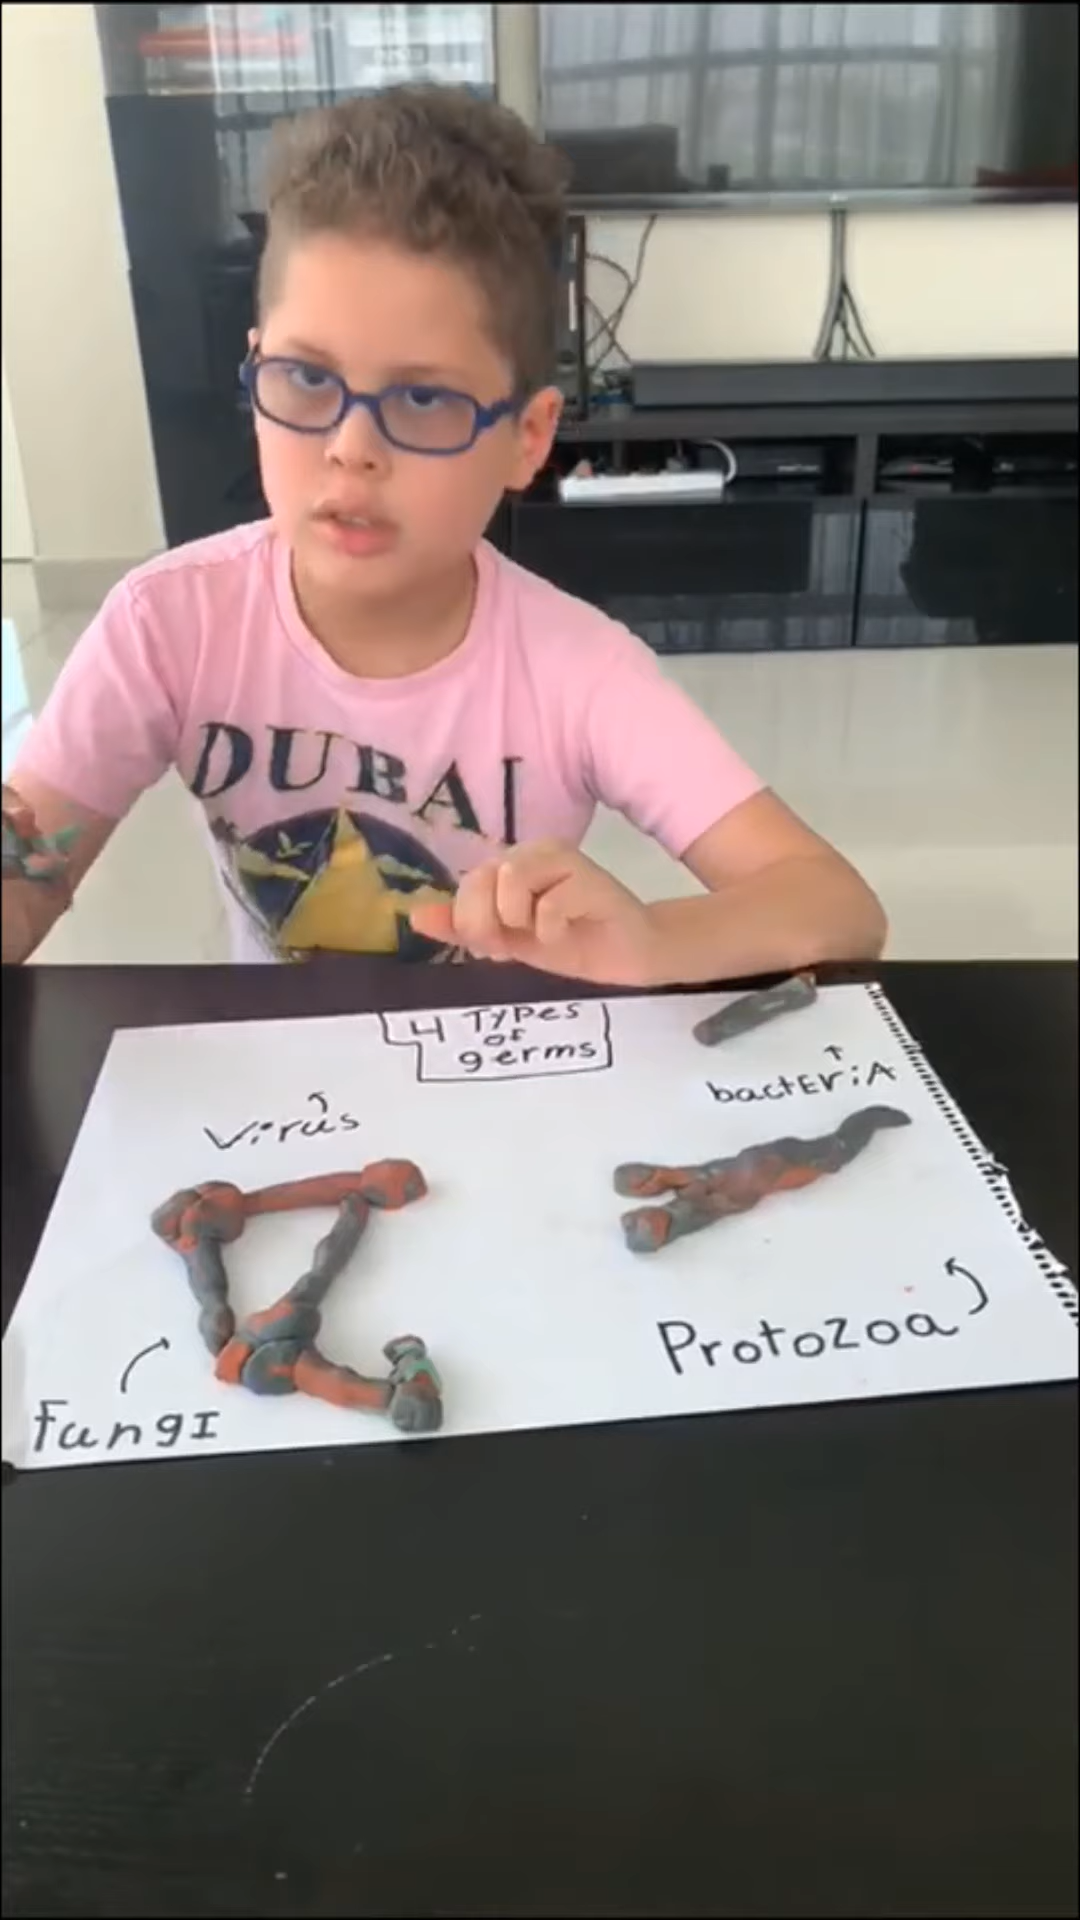 DUBAI
4 Types
of
germs
Virus
bactEriA
Protozoa
fungI